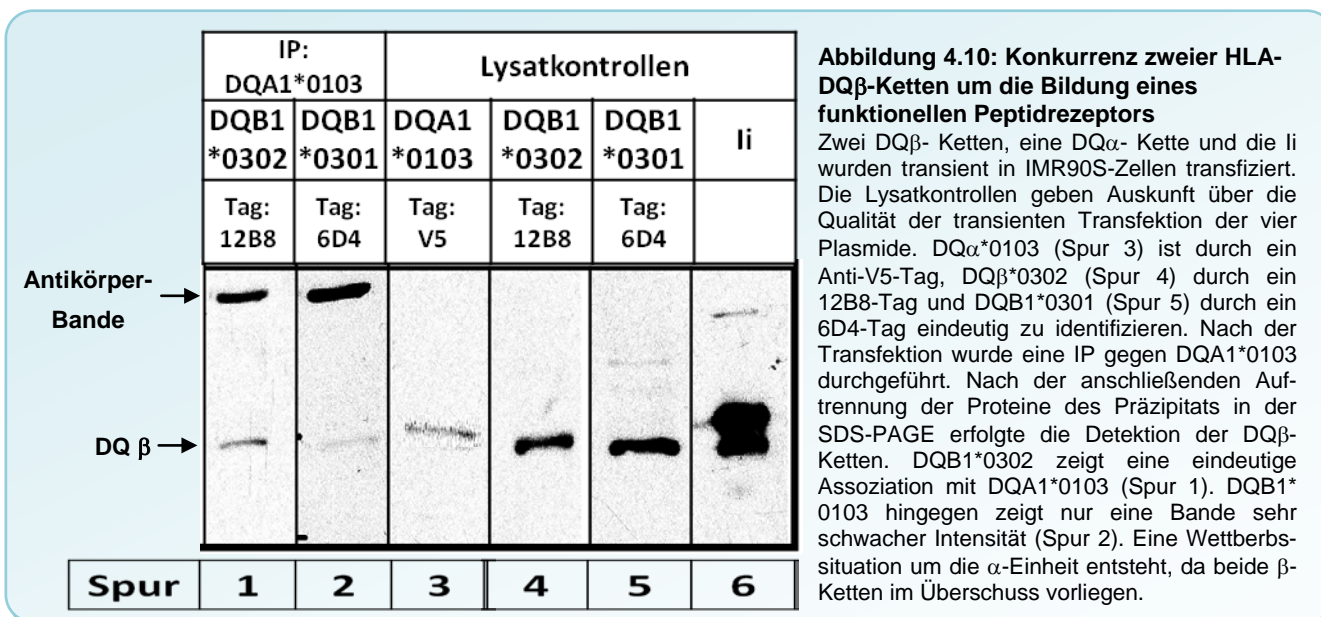 IP:
DQA1*0103
Lysatkontrollen
DQB1
*0302
DQB1
*0301
DQA1
*0103
DQB1
*0302
DQB1
*0301
Ii
Tag:
12B8
Tag:
6D4
Tag:
V5
Tag:
12B8
Tag:
6D4
Antikörper-
Bande
DQ β
Spur 1 2 3 4 5 6
Abbildung 4.10: Konkurrenz zweier HLA-
DQβ-Ketten um die Bildung eines
funktionellen Peptidrezeptors
Zwei DQβ- Ketten, eine DQα- Kette und die Ii
wurden transient in IMR90S-Zellen transfiziert.
Die Lysatkontrollen geben Auskunft über die
Qualität der transienten Transfektion der vier
Plasmide. DQα*0103 (Spur 3) ist durch ein
Anti-V5-Tag, DQβ*0302 (Spur 4) durch ein
12B8-Tag und DQB1*0301 (Spur 5) durch ein
6D4-Tag eindeutig zu identifizieren. Nach der
Transfektion wurde eine IP gegen DQA1*0103
durchgeführt. Nach der anschließenden Auf-
trennung der Proteine des Präzipitats in der
SDS-PAGE erfolgte die Detektion der DQβ-
Ketten. DQB1*0302 zeigt eine eindeutige
Assoziation mit DQA1*0103 (Spur 1). DQB1*
0103 hingegen zeigt nur eine Bande sehr
schwacher Intensität (Spur 2). Eine Wettberbs-
situation um die α-Einheit entsteht, da beide β-
Ketten im Überschuss vorliegen.